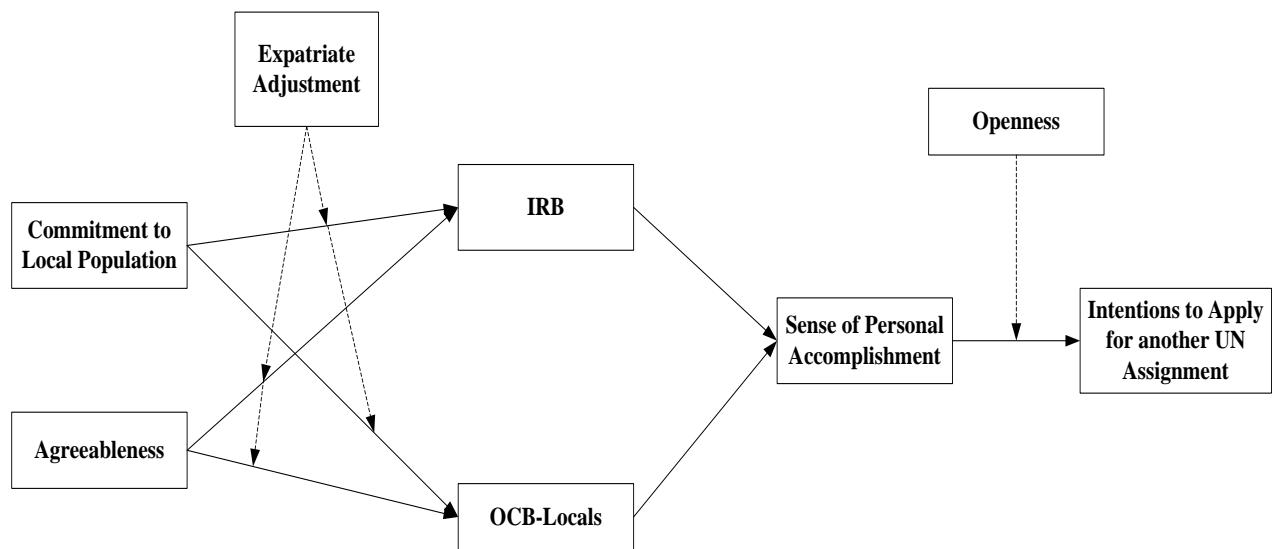 Expatriate
Adjustment
Openness
IRB
Commitment to
Local Population
Sense of Personal
Accomplishment
Intentions to Apply
for another UN
Assignment
Agreeableness
OCB-Locals